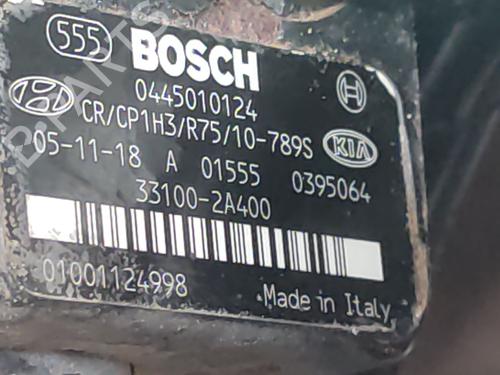 555 BOSCH
0445010124
CR/CP1H3/R75/10-789S KIA
05-11-18 A 01555 0395064
33100-2A400
01001124998
Made in Italy